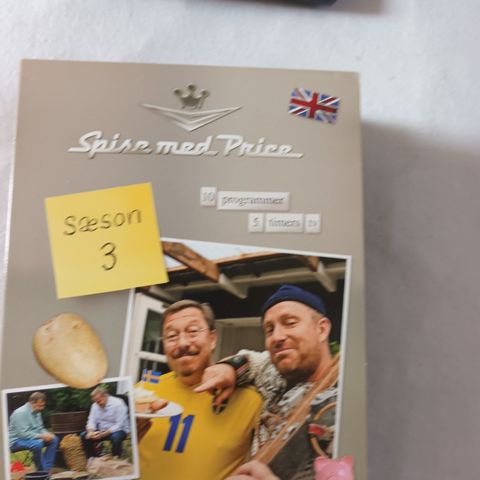 Spise med Price
10 programmer
5 timers tv
Sæson
3
11